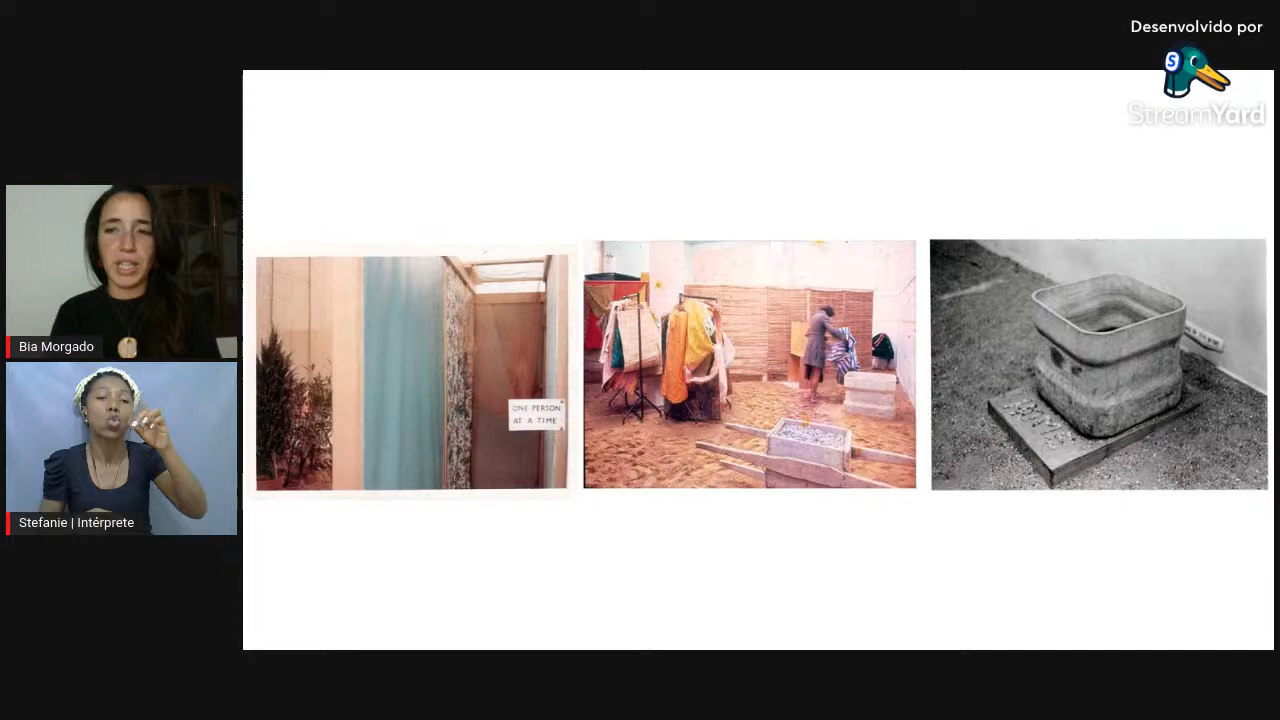 Desenvolvido por
S
StreamYard
Bia Morgado
Stefanie | Intérprete
ONE PERSON
AT A TIME